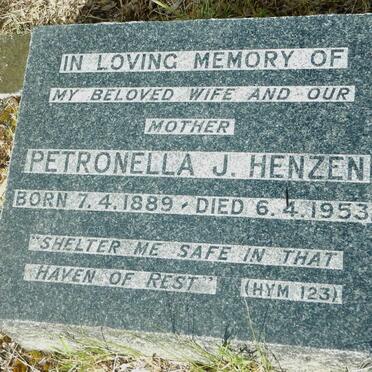 IN LOVING MEMORY OF
MY BELOVED WIFE AND OUR
MOTHER
PETRONELLA J. HENZEN
BORN 7.4.1889 · DIED 6.4.1953
"SHELTER ME SAFE IN THAT
HAVEN OF REST" (HYM 123)